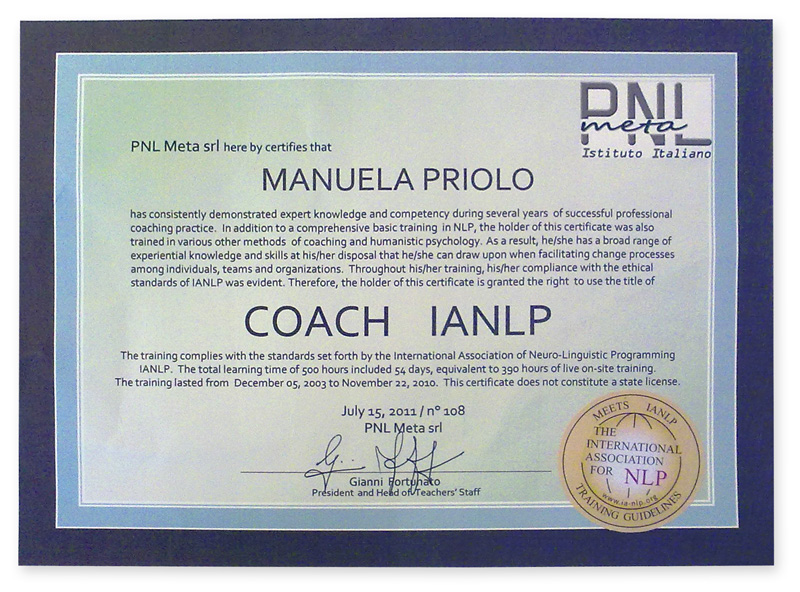 PNL
meta
Istituto Italiano
PNL Meta srl here by certifies that
MANUELA PRIOLO
has consistently demonstrated expert knowledge and competency during several years of successful professional
coaching practice. In addition to a comprehensive basic training in NLP, the holder of this certificate was also
trained in various other methods of coaching and humanistic psychology. As a result, he/she has a broad range of
experiential knowledge and skills at his/her disposal that he/she can draw upon when facilitating change processes
among individuals, teams and organizations. Throughout his/her training, his/her compliance with the ethical
standards of IANLP was evident. Therefore, the holder of this certificate is granted the right to use the title of
COACH IANLP
The training complies with the standards set forth by the International Association of Neuro-Linguistic Programming
IANLP. The total learning time of 500 hours included 54 days, equivalent to 390 hours of live on-site training.
The training lasted from December 05, 2003 to November 22, 2010. This certificate does not constitute a state license.
July 15, 2011 / n° 108
PNL Meta srl
Gianni Fortunato
President and Head of Teachers' Staff
MEETS IANLP
THE
INTERNATIONAL
ASSOCIATION
FOR NLP
www.ia-nlp.org
TRAINING GUIDELINES